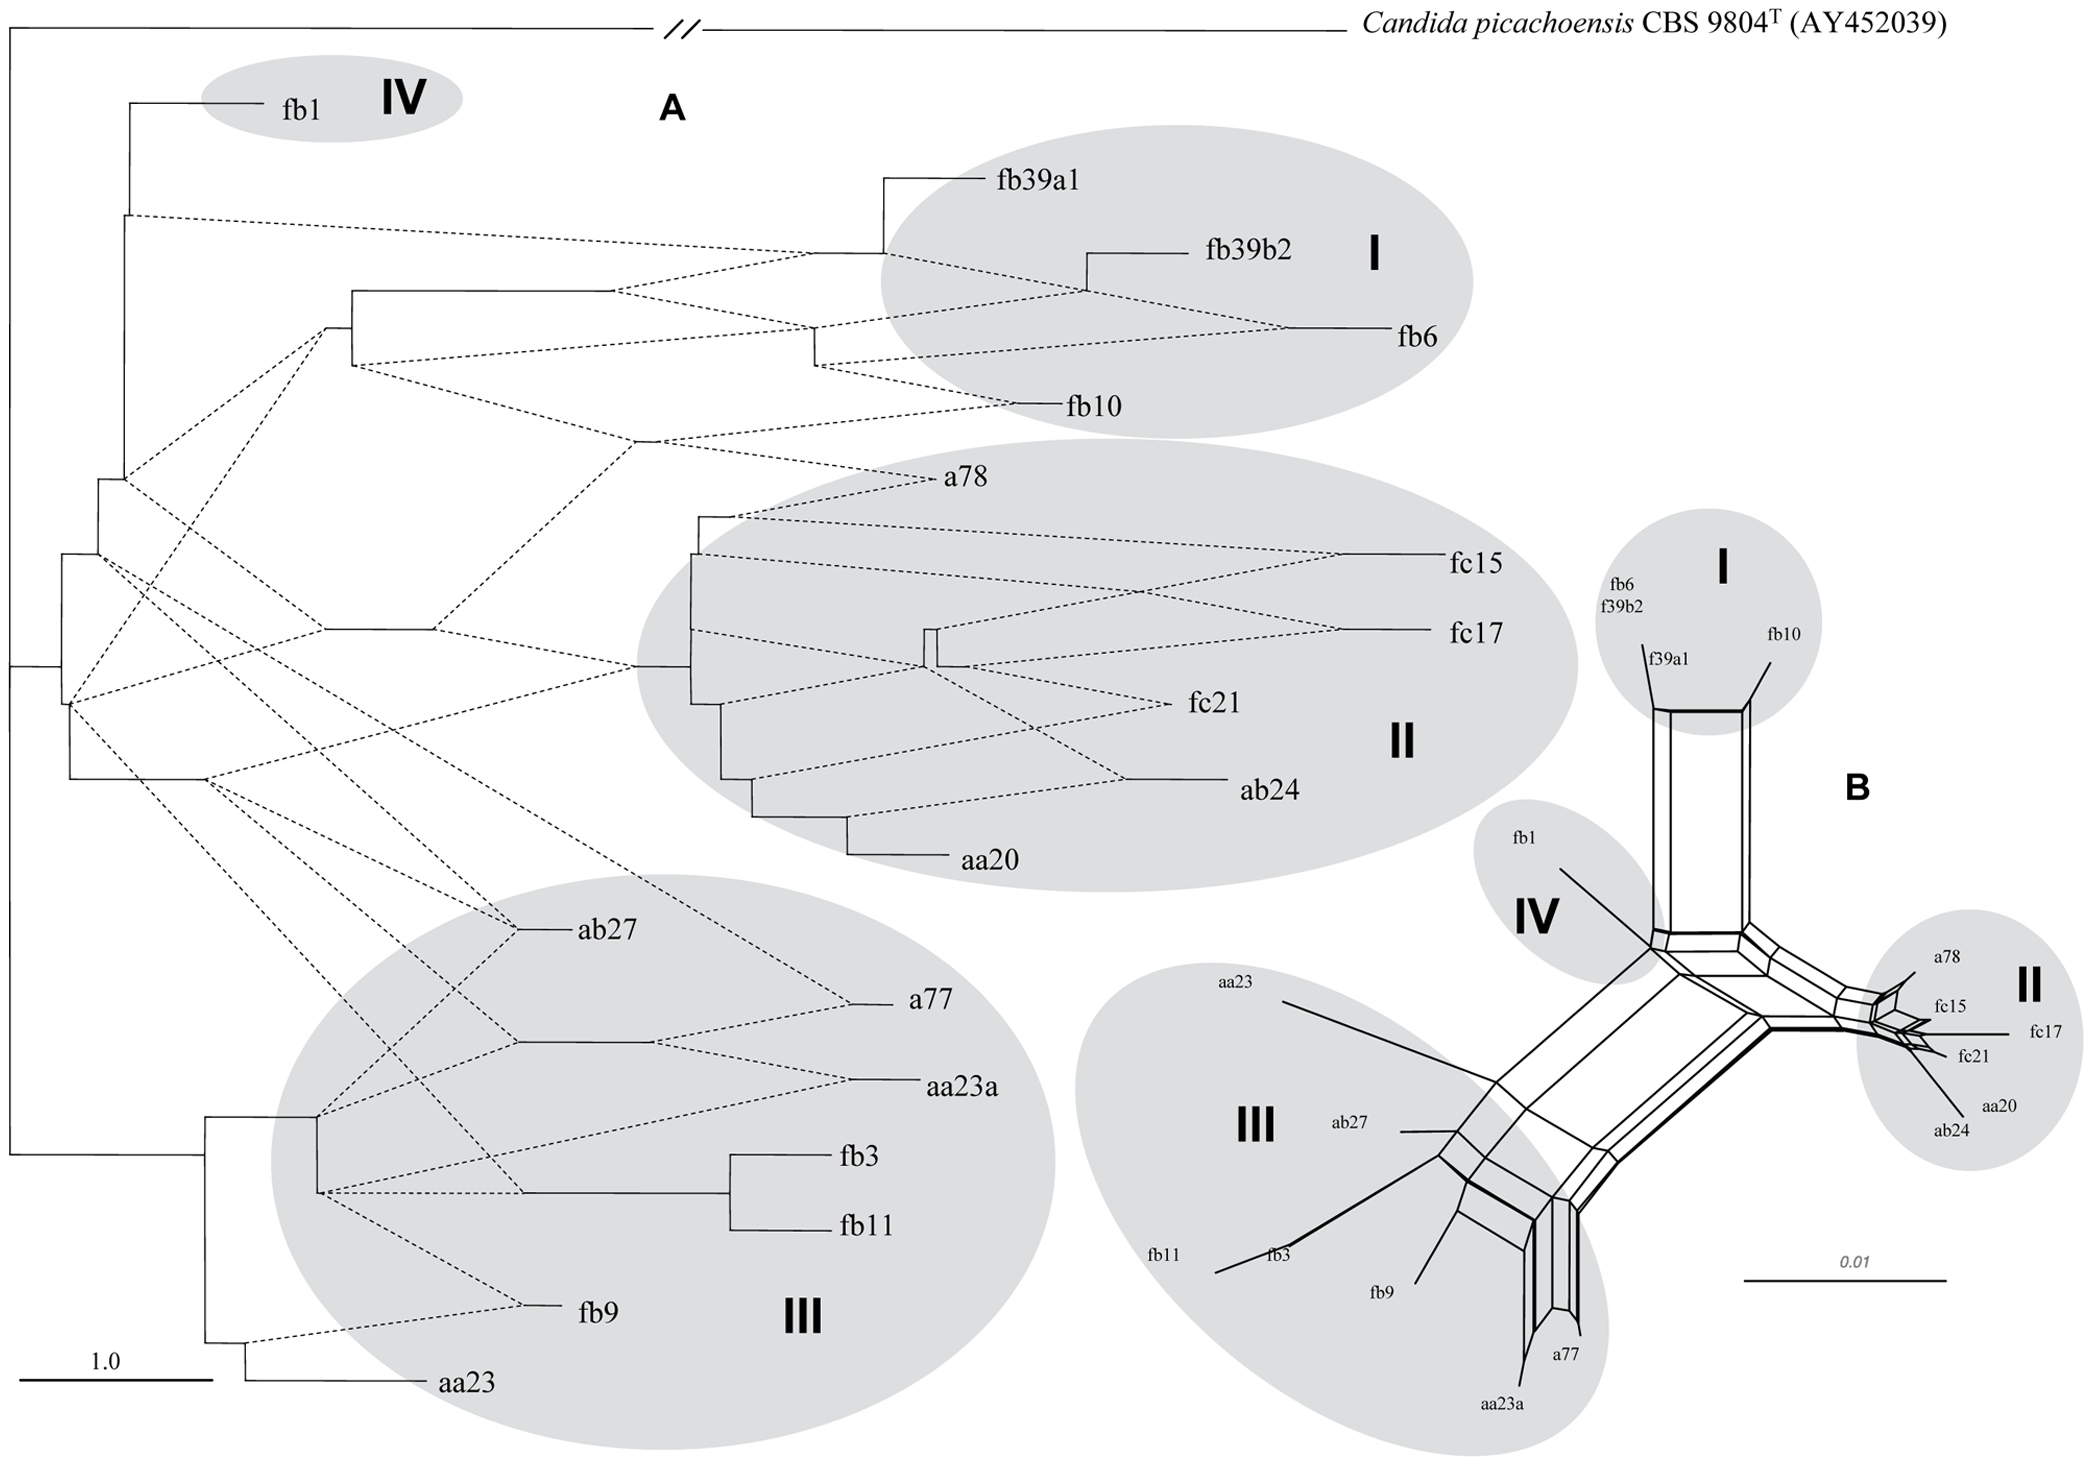 Candida picachoensis CBS 9804T (AY452039)
fb1 IV
A
fb39a1
fb39b2
I
fb6
fb10
a78
fc15
fc17
fc21
II
ab24
aa20
ab27
a77
aa23a
fb3
fb11
fb9
III
aa23
1.0
I
fb6
f39b2
fb10
f39a1
B
fb1
IV
a78
II
fc15
fc17
fc21
aa20
ab24
aa23
III
ab27
fb11
fb3
fb9
a77
aa23a
0.01